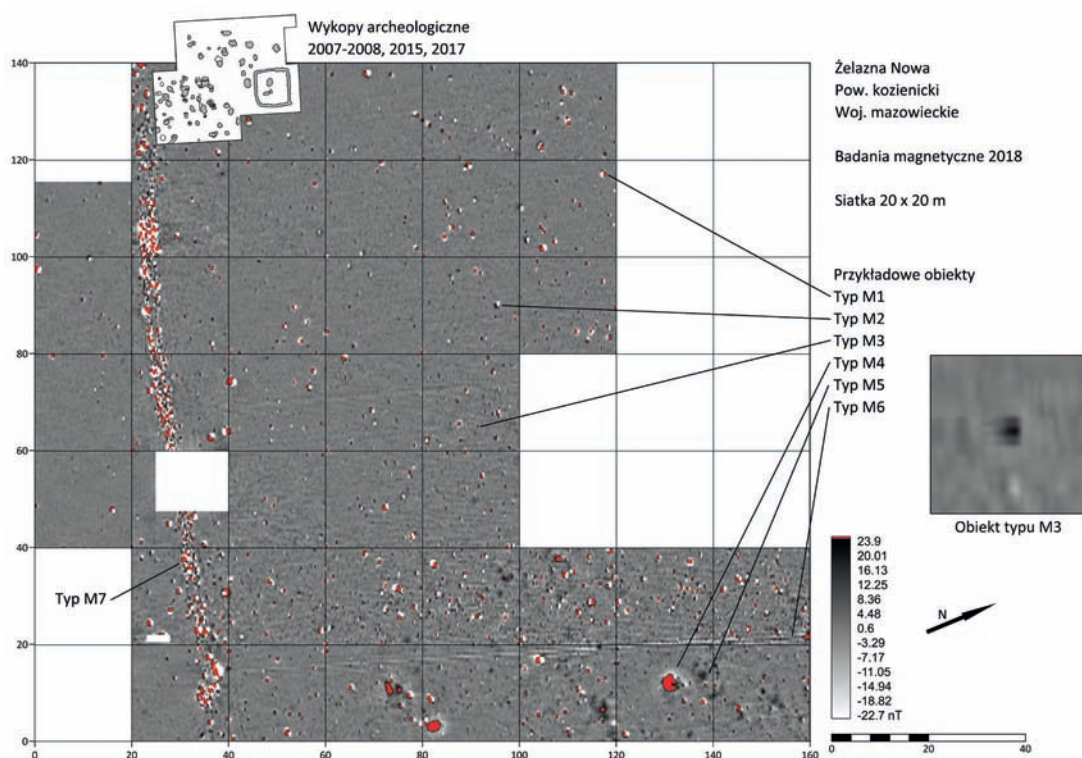 Wykopy archeologiczne
2007-2008, 2015, 2017
Żelazna Nowa
Pow. kozienicki
Woj. mazowieckie
Badania magnetyczne 2018
Siatka 20 x 20 m
Przykładowe obiekty
Typ M1
Typ M2
Typ M3
Typ M4
Typ M5
Typ M6
Obiekt typu M3
Typ M7
N
23.9
20.01
16.13
12.25
8.36
4.48
0.6
-3.29
-7.17
-11.05
-14.94
-18.82
-22.7 nT
0 20 40
140
120
100
80
60
40
20
0
0 20 40 60 80 100 120 140 160